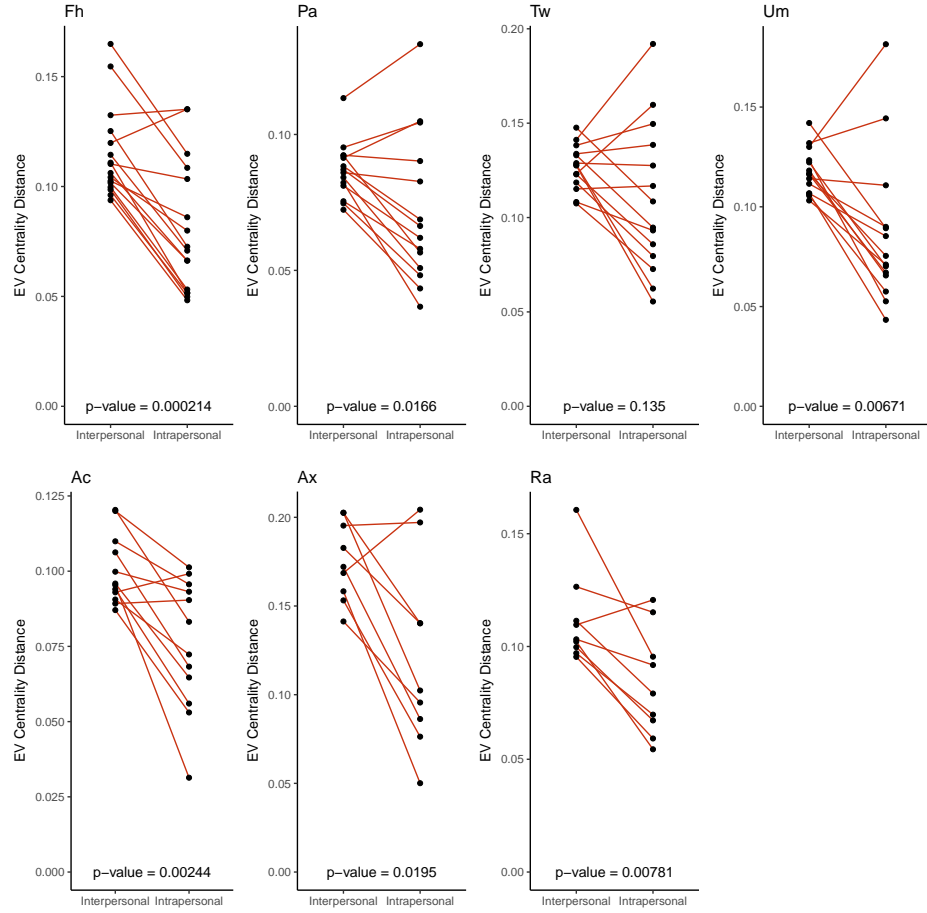 Fh
Pa
Tw
Um
EV Centrality Distance
0.15
0.10
0.05
0.00
p−value = 0.000214
Interpersonal Intrapersonal
EV Centrality Distance
0.10
0.05
0.00
p−value = 0.0166
Interpersonal Intrapersonal
EV Centrality Distance
0.20
0.15
0.10
0.05
0.00
p−value = 0.135
Interpersonal Intrapersonal
EV Centrality Distance
0.15
0.10
0.05
0.00
p−value = 0.00671
Interpersonal Intrapersonal
Ac
Ax
Ra
EV Centrality Distance
0.125
0.100
0.075
0.050
0.025
0.000
p−value = 0.00244
Interpersonal Intrapersonal
EV Centrality Distance
0.20
0.15
0.10
0.05
0.00
p−value = 0.0195
Interpersonal Intrapersonal
EV Centrality Distance
0.15
0.10
0.05
0.00
p−value = 0.00781
Interpersonal Intrapersonal